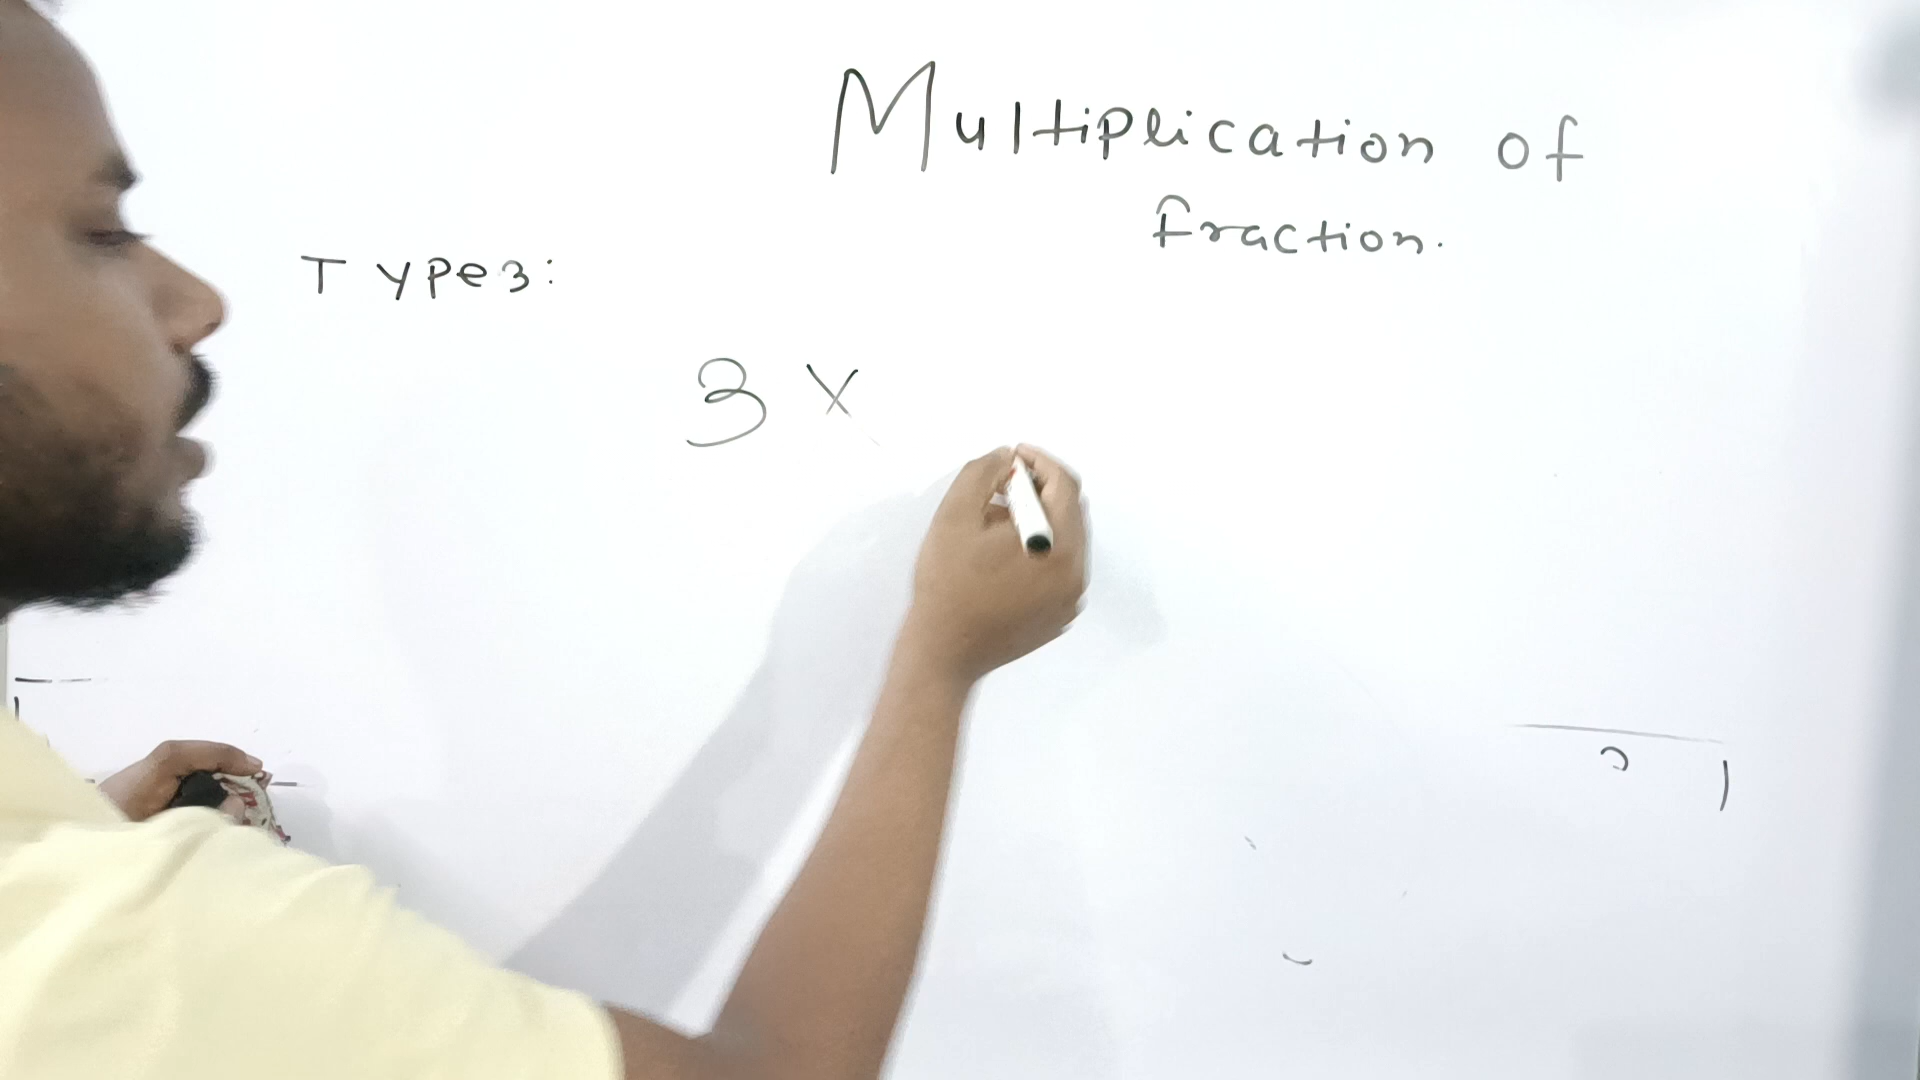 Multiplication of
fraction.
Type3:
3 ×